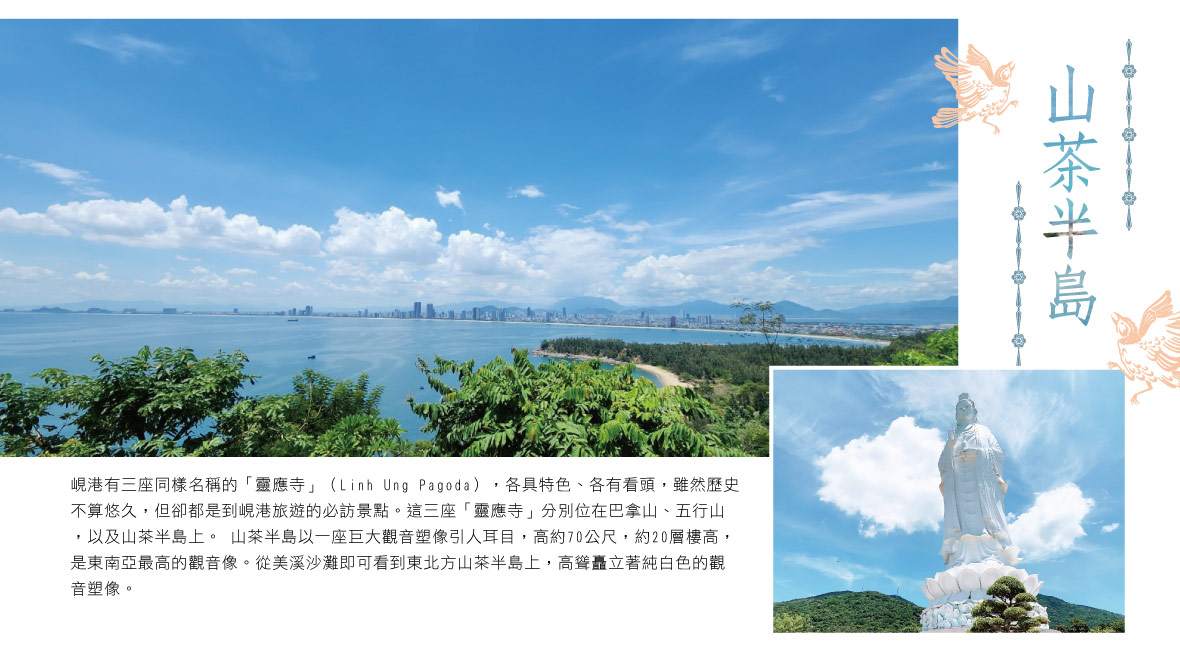 山茶半島
峴港有三座同樣名稱的「靈應寺」（Linh Ung Pagoda），各具特色、各有看頭，雖然歷史
不算悠久，但卻都是到峴港旅遊的必訪景點。這三座「靈應寺」分別位在巴拿山、五行山
，以及山茶半島上。 山茶半島以一座巨大觀音塑像引人耳目，高約70公尺，約20層樓高，
是東南亞最高的觀音像。從美溪沙灘即可看到東北方山茶半島上，高聳矗立著純白色的觀
音塑像。